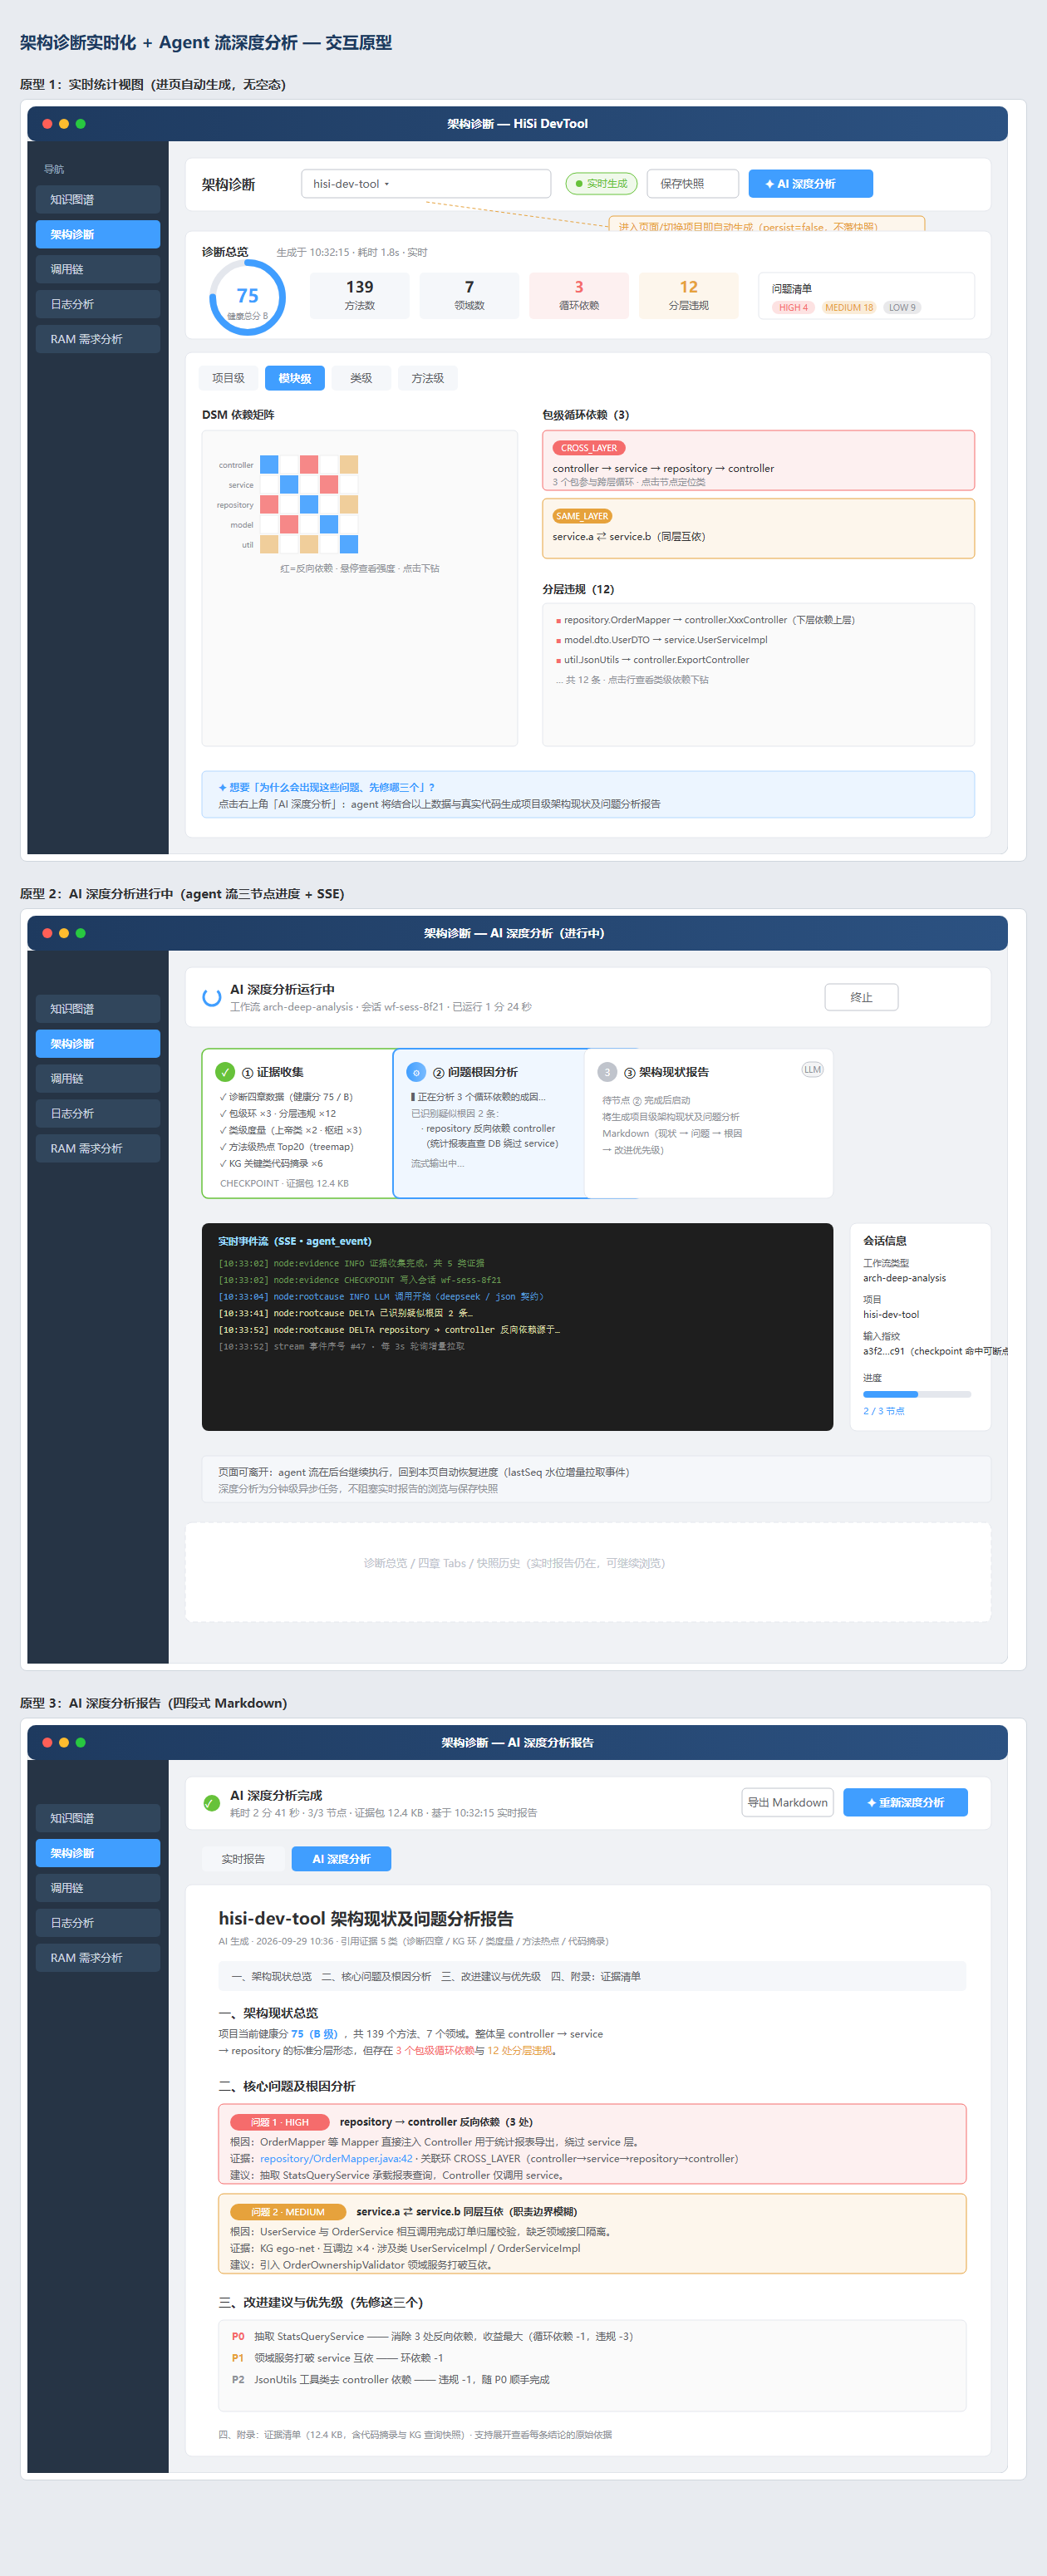 架构诊断实时化 + Agent 流深度分析 — 交互原型
原型 1：实时统计视图（进页自动生成，无空态）
架构诊断 — HiSi DevTool
导航
知识图谱
架构诊断
调用链
日志分析
RAM 需求分析
架构诊断
hisi-dev-tool ▾
● 实时生成
保存快照
✦ AI 深度分析
进入页面/切换项目即自动生成（persist=false，不落快照）
诊断总览
生成于 10:32:15 · 耗时 1.8s · 实时
75
健康总分 B
139
方法数
7
领域数
3
循环依赖
12
分层违规
问题清单
HIGH 4
MEDIUM 18
LOW 9
项目级
模块级
类级
方法级
DSM 依赖矩阵
controller
service
repository
model
util
红=反向依赖 · 悬停查看强度 · 点击下钻
包级循环依赖（3）
CROSS_LAYER
controller → service → repository → controller
3 个包参与跨层循环 · 点击节点定位类
SAME_LAYER
service.a ⇄ service.b（同层互依）
分层违规（12）
▪ repository.OrderMapper → controller.XxxController（下层依赖上层）
▪ model.dto.UserDTO → service.UserServiceImpl
▪ util.JsonUtils → controller.ExportController
... 共 12 条 · 点击行查看类级依赖下钻
✦ 想要「为什么会出现这些问题、先修哪三个」？
点击右上角「AI 深度分析」：agent 将结合以上数据与真实代码生成项目级架构现状及问题分析报告
原型 2：AI 深度分析进行中（agent 流三节点进度 + SSE）
架构诊断 — AI 深度分析（进行中）
知识图谱
架构诊断
调用链
日志分析
RAM 需求分析
AI 深度分析运行中
工作流 arch-deep-analysis · 会话 wf-sess-8f21 · 已运行 1 分 24 秒
终止
✓ ① 证据收集
✓ 诊断四章数据（健康分 75 / B）
✓ 包级环 ×3 · 分层违规 ×12
✓ 类级度量（上帝类 ×2 · 枢纽 ×3）
✓ 方法级热点 Top20（treemap）
✓ KG 关键类代码摘录 ×6
CHECKPOINT · 证据包 12.4 KB
⚙ ② 问题根因分析
▌正在分析 3 个循环依赖的成因…
已识别疑似根因 2 条：
· repository 反向依赖 controller
（统计报表直查 DB 绕过 service）
流式输出中…
3 ③ 架构现状报告
LLM
待节点 ② 完成后启动
将生成项目级架构现状及问题分析
Markdown（现状 → 问题 → 根因
→ 改进优先级）
实时事件流（SSE · agent_event）
[10:33:02] node:evidence INFO 证据收集完成，共 5 类证据
[10:33:02] node:evidence CHECKPOINT 写入会话 wf-sess-8f21
[10:33:04] node:rootcause INFO LLM 调用开始（deepseek / json 契约）
[10:33:41] node:rootcause DELTA 已识别疑似根因 2 条…
[10:33:52] node:rootcause DELTA repository → controller 反向依赖源于…
[10:33:52] stream 事件序号 #47 · 每 3s 轮询增量拉取
会话信息
工作流类型
arch-deep-analysis
项目
hisi-dev-tool
输入指纹
a3f2…c91（checkpoint 命中可断点
进度
2 / 3 节点
页面可离开：agent 流在后台继续执行，回到本页自动恢复进度（lastSeq 水位增量拉取事件）
深度分析为分钟级异步任务，不阻塞实时报告的浏览与保存快照
诊断总览 / 四章 Tabs / 快照历史（实时报告仍在，可继续浏览）
原型 3：AI 深度分析报告（四段式 Markdown）
架构诊断 — AI 深度分析报告
知识图谱
架构诊断
调用链
日志分析
RAM 需求分析
✓ AI 深度分析完成
耗时 2 分 41 秒 · 3/3 节点 · 证据包 12.4 KB · 基于 10:32:15 实时报告
导出 Markdown
✦ 重新深度分析
实时报告
AI 深度分析
hisi-dev-tool 架构现状及问题分析报告
AI 生成 · 2026-09-29 10:36 · 引用证据 5 类（诊断四章 / KG 环 / 类度量 / 方法热点 / 代码摘录）
一、架构现状总览 二、核心问题及根因分析 三、改进建议与优先级 四、附录：证据清单
一、架构现状总览
项目当前健康分 75（B 级），共 139 个方法、7 个领域。整体呈 controller → service
→ repository 的标准分层形态，但存在 3 个包级循环依赖与 12 处分层违规。
二、核心问题及根因分析
问题 1 · HIGH
repository → controller 反向依赖（3 处）
根因：OrderMapper 等 Mapper 直接注入 Controller 用于统计报表导出，绕过 service 层。
证据：repository/OrderMapper.java:42 · 关联环 CROSS_LAYER（controller→service→repository→controller）
建议：抽取 StatsQueryService 承载报表查询，Controller 仅调用 service。
问题 2 · MEDIUM
service.a ⇄ service.b 同层互依（职责边界模糊）
根因：UserService 与 OrderService 相互调用完成订单归属校验，缺乏领域接口隔离。
证据：KG ego-net · 互调边 ×4 · 涉及类 UserServiceImpl / OrderServiceImpl
建议：引入 OrderOwnershipValidator 领域服务打破互依。
三、改进建议与优先级（先修这三个）
P0 抽取 StatsQueryService —— 消除 3 处反向依赖，收益最大（循环依赖 -1，违规 -3）
P1 领域服务打破 service 互依 —— 环依赖 -1
P2 JsonUtils 工具类去 controller 依赖 —— 违规 -1，随 P0 顺手完成
四、附录：证据清单（12.4 KB，含代码摘录与 KG 查询快照）· 支持展开查看每条结论的原始依据